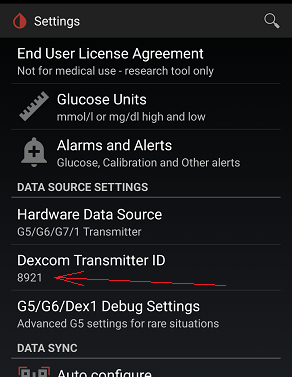 Settings
End User License Agreement
Not for medical use - research tool only
Glucose Units
mmol/l or mg/dl high and low
Alarms and Alerts
Glucose, Calibration and Other alerts
DATA SOURCE SETTINGS
Hardware Data Source
G5/G6/G7/1 Transmitter
Dexcom Transmitter ID
8921
G5/G6/Dex1 Debug Settings
Advanced G5 settings for rare situations
DATA SYNC
Auto configure